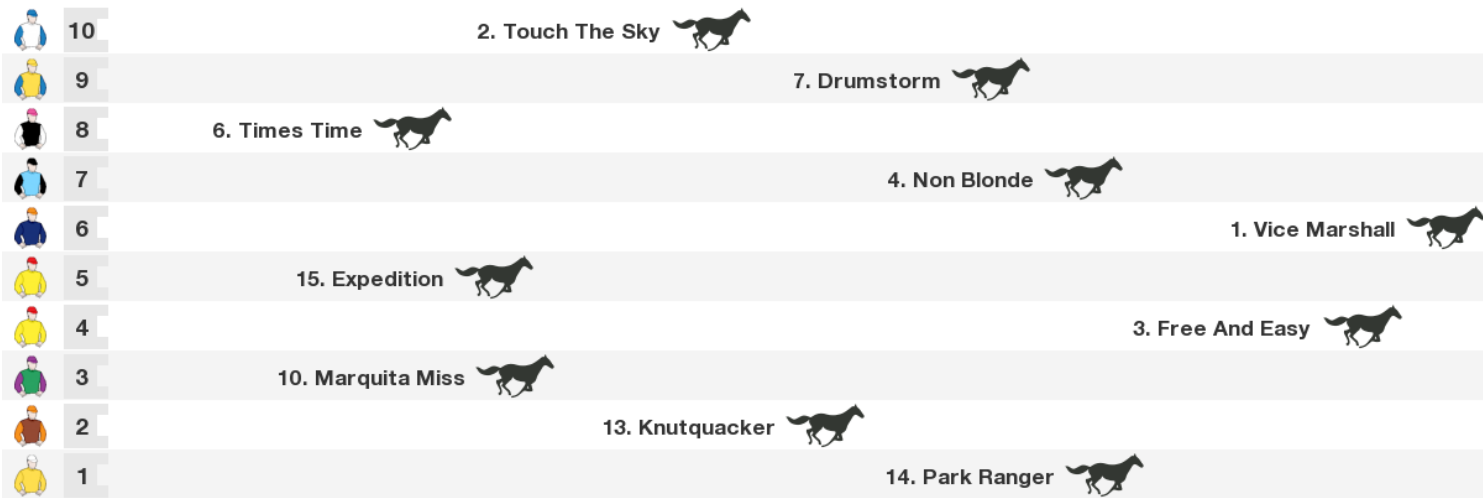 10 2. Touch The Sky
9 7. Drumstorm
8 6. Times Time
7 4. Non Blonde
6 1. Vice Marshall
5 15. Expedition
4 3. Free And Easy
3 10. Marquita Miss
2 13. Knutquacker
1 14. Park Ranger